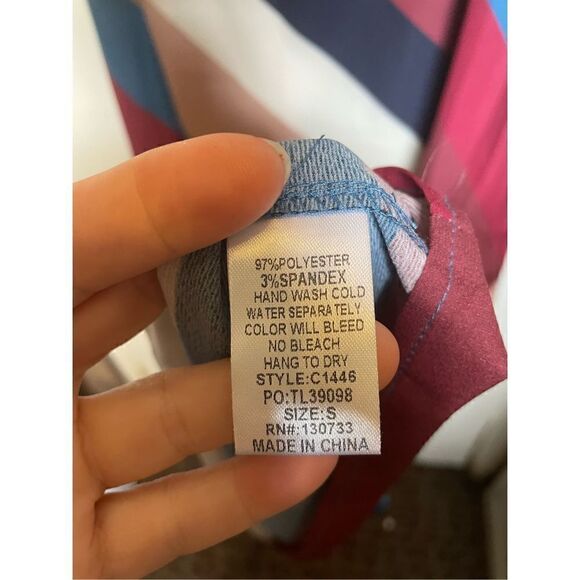 97%POLYESTER
3%SPANDEX
HAND WASH COLD
WATER SEPARATELY
COLOR WILL BLEED
NO BLEACH
HANG TO DRY
STYLE:C1446
PO:TL39098
SIZE:S
RN#:130733
MADE IN CHINA